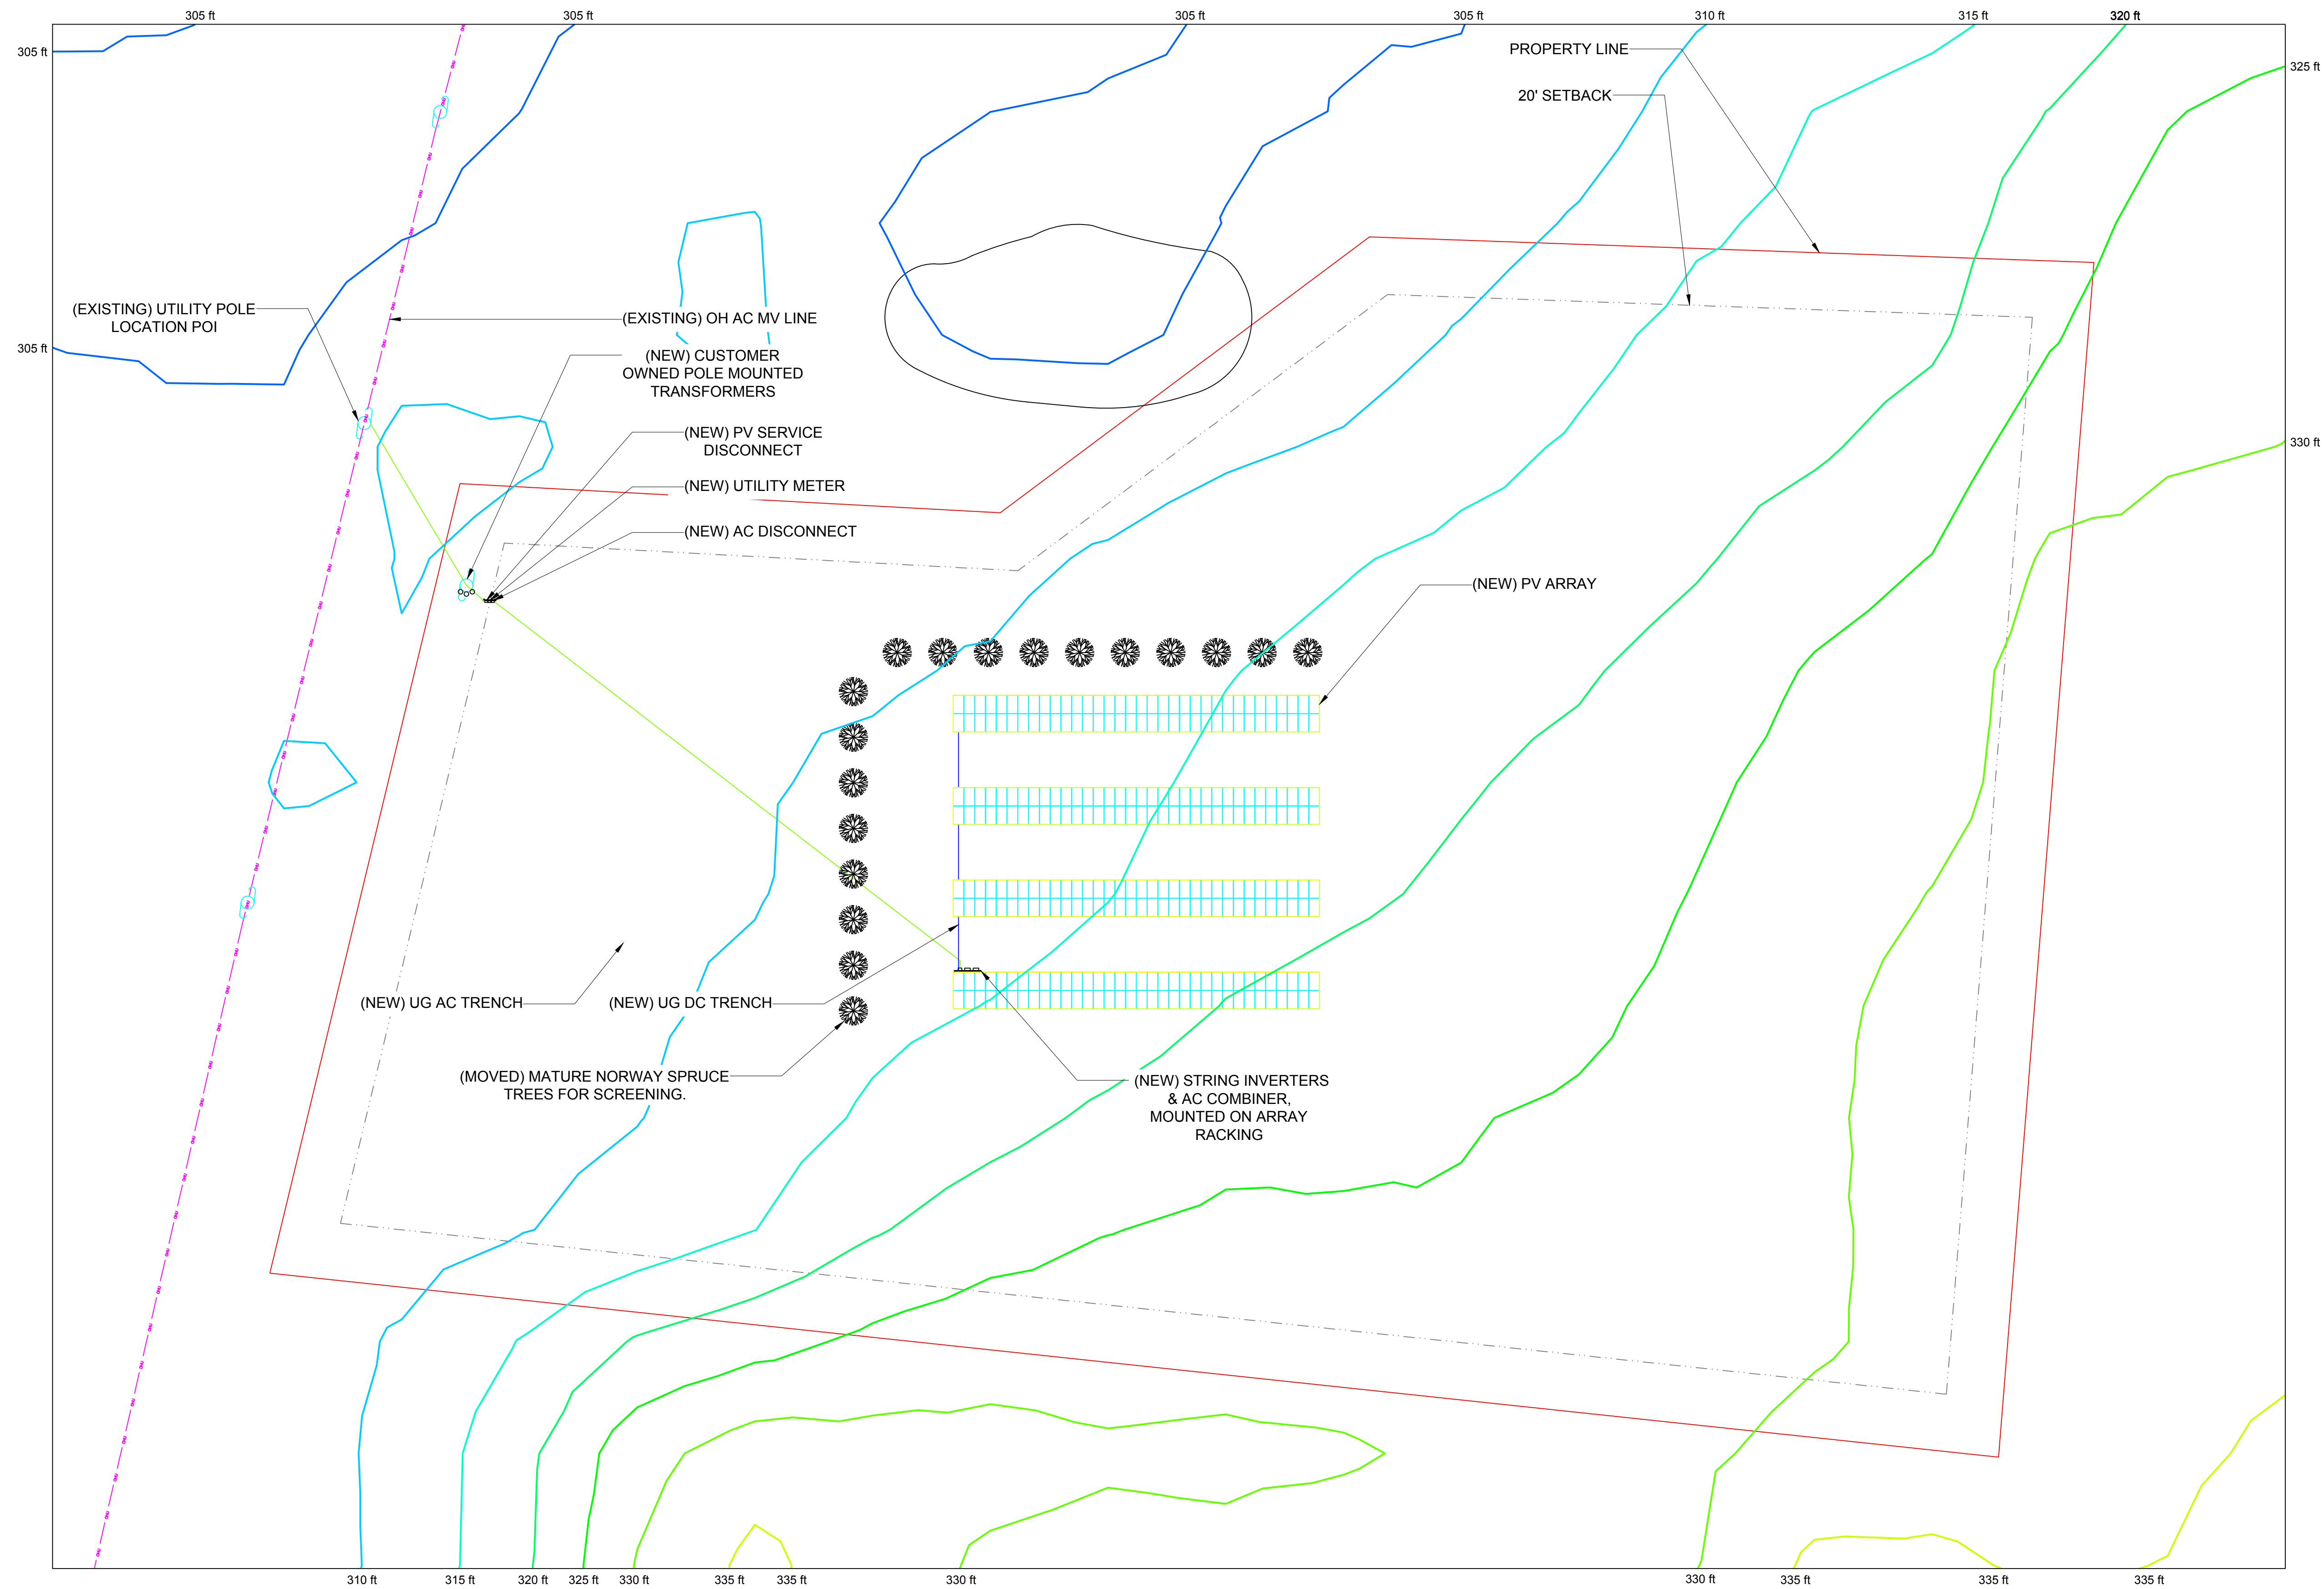 305 ft
305 ft
305 ft
305 ft
310 ft
315 ft
320 ft
305 ft
PROPERTY LINE
325 ft
20' SETBACK
(EXISTING) UTILITY POLE
LOCATION POI
(EXISTING) OH AC MV LINE
305 ft
(NEW) CUSTOMER
OWNED POLE MOUNTED
TRANSFORMERS
(NEW) PV SERVICE
DISCONNECT
330 ft
(NEW) UTILITY METER
(NEW) AC DISCONNECT
(NEW) PV ARRAY
(NEW) UG AC TRENCH
(NEW) UG DC TRENCH
(MOVED) MATURE NORWAY SPRUCE
TREES FOR SCREENING.
(NEW) STRING INVERTERS
& AC COMBINER,
MOUNTED ON ARRAY
RACKING
310 ft
315 ft
320 ft
325 ft
330 ft
335 ft
335 ft
330 ft
330 ft
335 ft
335 ft
335 ft